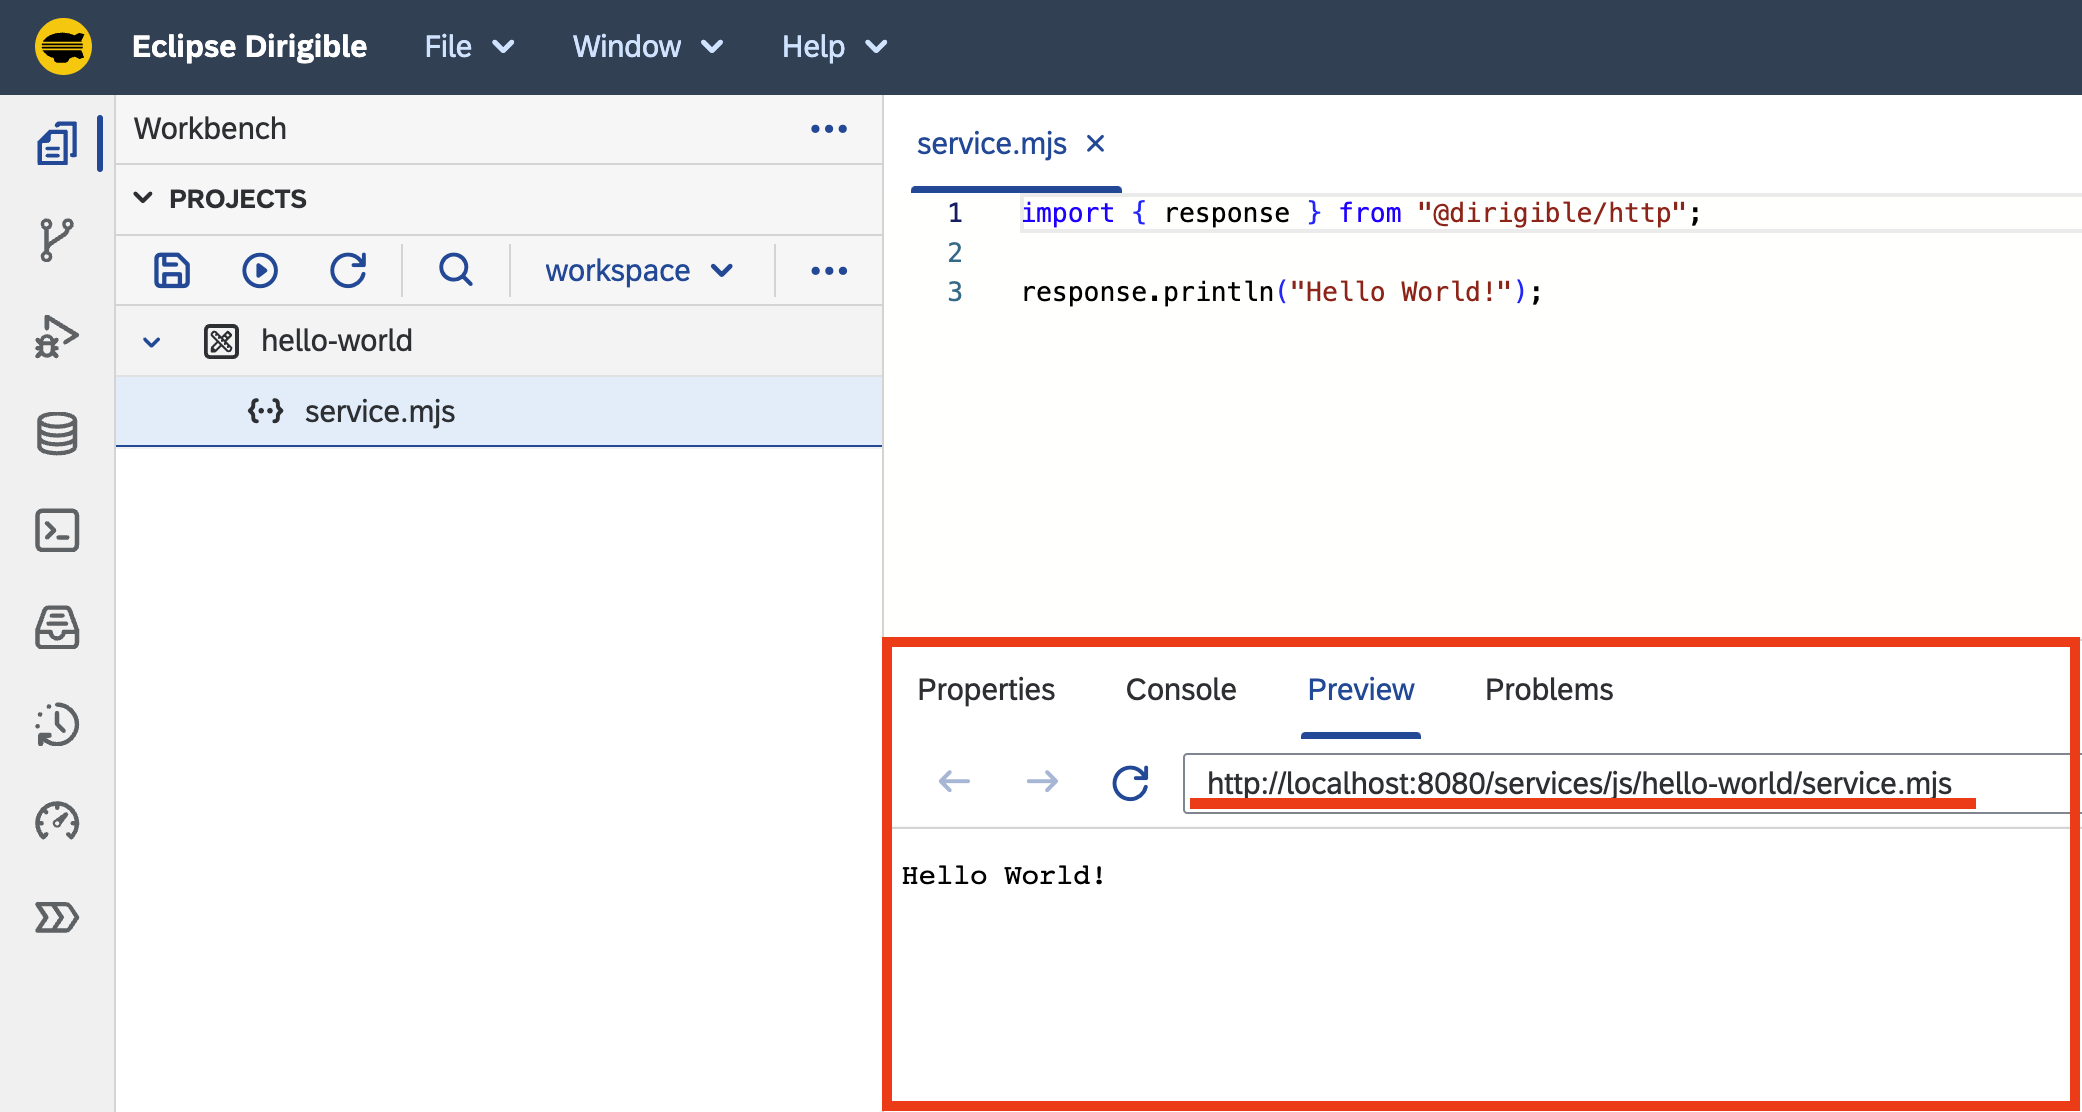 Eclipse Dirigible File Window Help
Workbench
PROJECTS
workspace
hello-world
service.mjs
service.mjs
1 import { response } from "@dirigible/http";
2
3 response.println("Hello World!");
Properties Console Preview Problems
http://localhost:8080/services/js/hello-world/service.mjs
Hello World!